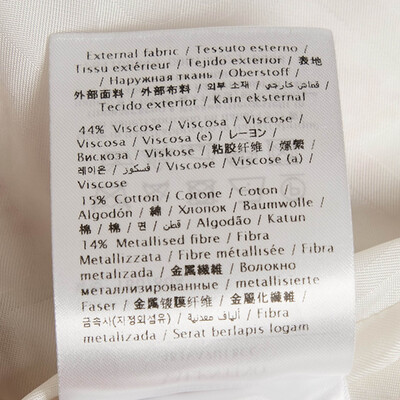 External fabric / Tessuto esterno /
Tissu extérieur / Tejido exterior / 表地
/ Наружная ткань / Oberstoff /
外部面料 / 外部布料 / 외부 소재 / قماش خارجي /
Tecido exterior / Kain eksternal
44% Viscose / Viscosa / Viscose /
Viscosa / Viscosa (e) / レーヨン /
Вискоза / Viskose / 粘胶纤维 / 嫘縈 /
레이온 / فسكوز / Viscose / Viscose (a) /
Viscose
15% Cotton / Cotone / Coton /
Algodón / 綿 / Хлопок / Baumwolle /
棉 / 棉 / 면 / قطن / Algodão / Katun
14% Metallised fibre / Fibra
Metallizzata / Fibre métallisée / Fibra
metalizada / 金属繊維 / Волокно
металлизированные / metallisierte
Faser / 金属镀膜纤维 / 金屬化纖維 /
금속사(지정외섬유) / ألياف معدنية / Fibra
metalizada / Serat berlapis logam